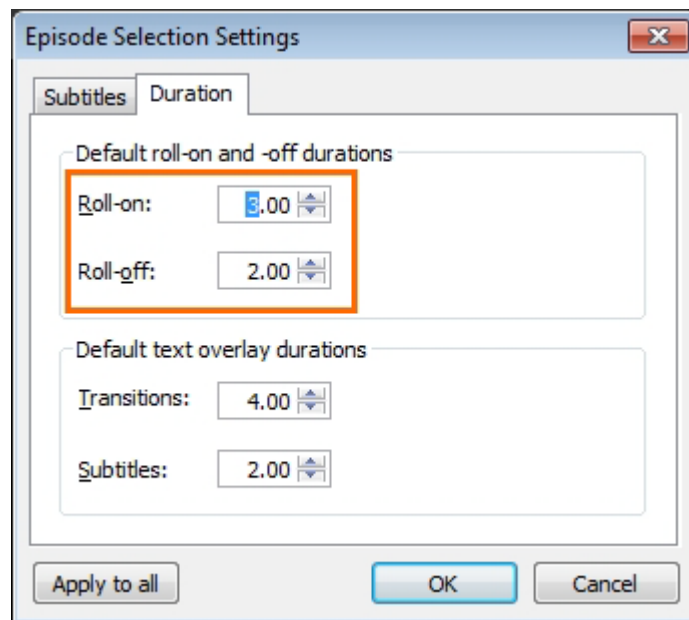 Episode Selection Settings
Subtitles Duration
Default roll-on and -off durations
Roll-on: 3.00
Roll-off: 2.00
Default text overlay durations
Transitions: 4.00
Subtitles: 2.00
Apply to all OK Cancel